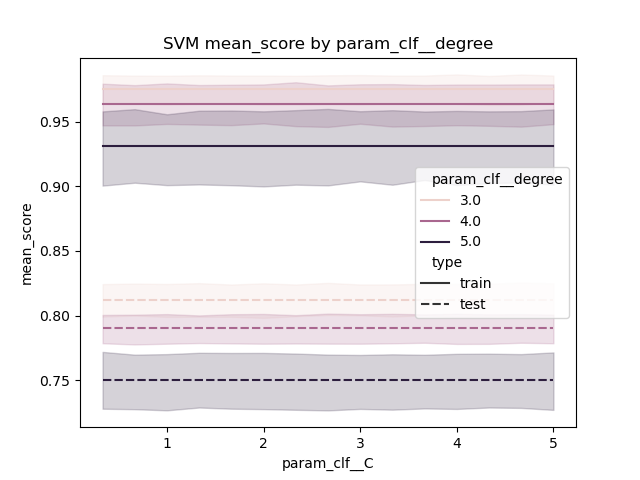 SVM mean_score by param_clf__degree
mean_score
0.95
0.90
0.85
0.80
0.75
param_clf__degree
3.0
4.0
5.0
type
train
test
1 2 3 4 5
param_clf__C